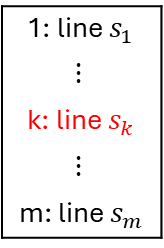 1: line s₁
⋮
k: line sₖ
⋮
m: line sₘ